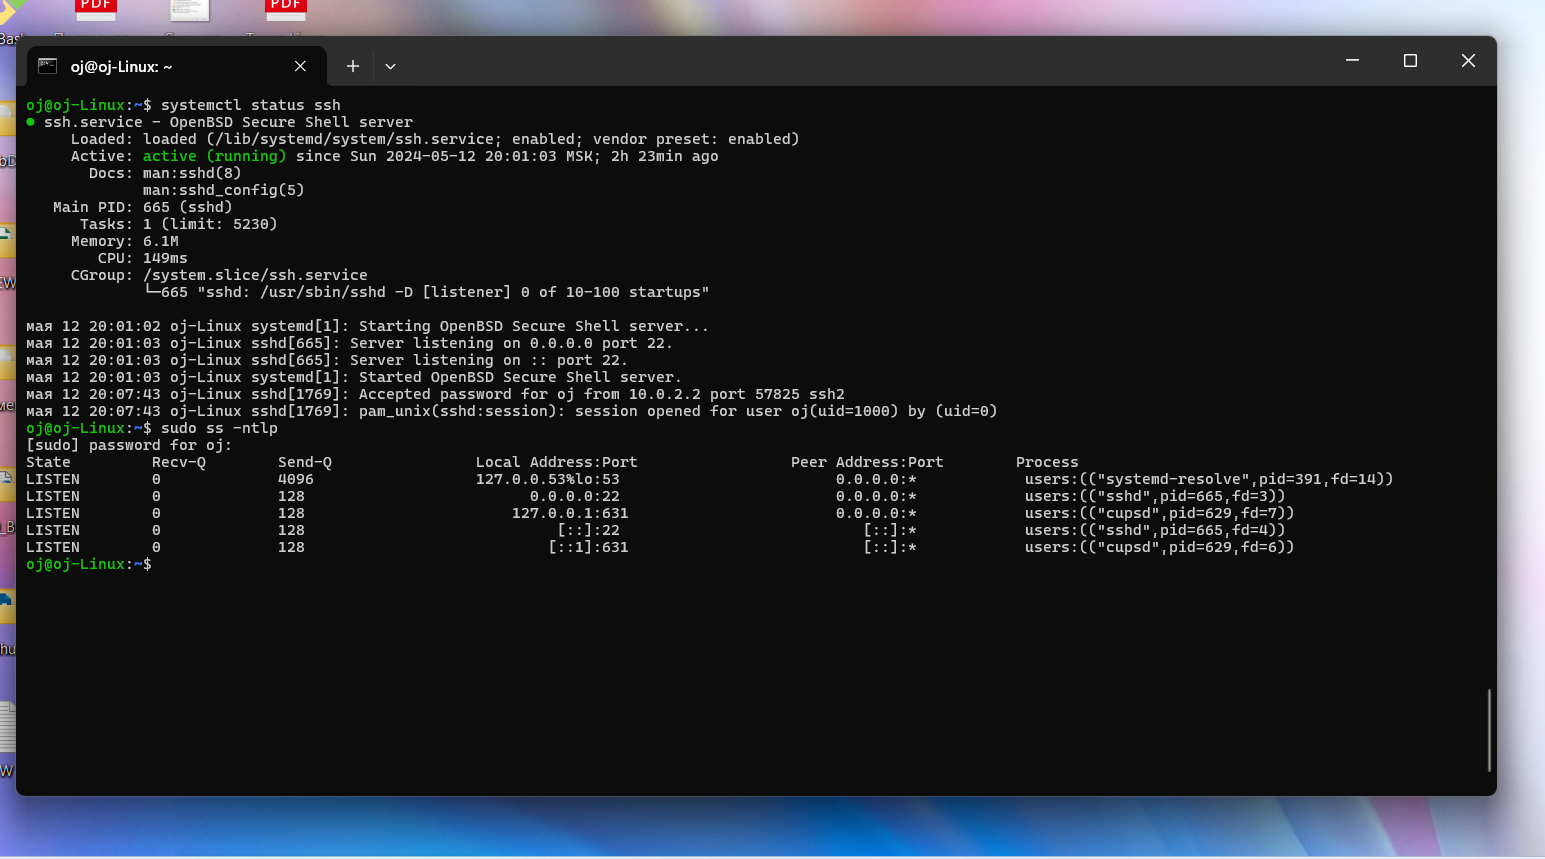 PDF
PDF
Bas
oj@oj-Linux: ~
oj@oj-Linux:~$ systemctl status ssh
● ssh.service - OpenBSD Secure Shell server
Loaded: loaded (/lib/systemd/system/ssh.service; enabled; vendor preset: enabled)
Active: active (running) since Sun 2024-05-12 20:01:03 MSK; 2h 23min ago
Docs: man:sshd(8)
man:sshd_config(5)
Main PID: 665 (sshd)
Tasks: 1 (limit: 5230)
Memory: 6.1M
CPU: 149ms
CGroup: /system.slice/ssh.service
└─665 "sshd: /usr/sbin/sshd -D [listener] 0 of 10-100 startups"
мая 12 20:01:02 oj-Linux systemd[1]: Starting OpenBSD Secure Shell server...
мая 12 20:01:03 oj-Linux sshd[665]: Server listening on 0.0.0.0 port 22.
мая 12 20:01:03 oj-Linux sshd[665]: Server listening on :: port 22.
мая 12 20:01:03 oj-Linux systemd[1]: Started OpenBSD Secure Shell server.
мая 12 20:07:43 oj-Linux sshd[1769]: Accepted password for oj from 10.0.2.2 port 57825 ssh2
мая 12 20:07:43 oj-Linux sshd[1769]: pam_unix(sshd:session): session opened for user oj(uid=1000) by (uid=0)
oj@oj-Linux:~$ sudo ss -ntlp
[sudo] password for oj:
State Recv-Q Send-Q Local Address:Port Peer Address:Port Process
LISTEN 0 4096 127.0.0.53%lo:53 0.0.0.0:* users:(("systemd-resolve",pid=391,fd=14))
LISTEN 0 128 0.0.0.0:22 0.0.0.0:* users:(("sshd",pid=665,fd=3))
LISTEN 0 128 127.0.0.1:631 0.0.0.0:* users:(("cupsd",pid=629,fd=7))
LISTEN 0 128 [::]:22 [::]:* users:(("sshd",pid=665,fd=4))
LISTEN 0 128 [::1]:631 [::]:* users:(("cupsd",pid=629,fd=6))
oj@oj-Linux:~$